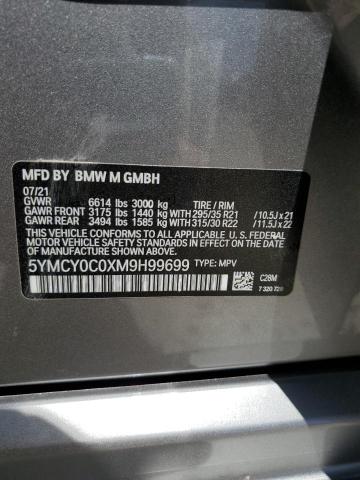 MFD BY BMW M GMBH
07/21
GVWR 6614 lbs 3000 kg TIRE / RIM
GAWR FRONT 3175 lbs 1440 kg WITH 295/35 R21 /10.5J x 21
GAWR REAR 3494 lbs 1585 kg WITH 315/30 R22 /11.5J x 22
THIS VEHICLE CONFORMS TO ALL APPLICABLE U.S. FEDERAL
MOTOR VEHICLE SAFETY STANDARDS IN EFFECT ON THE DATE
OF MANUFACTURE SHOWN ABOVE.
5YMCY0C0XM9H99699 TYPE: MPV
C28M
7 320 72